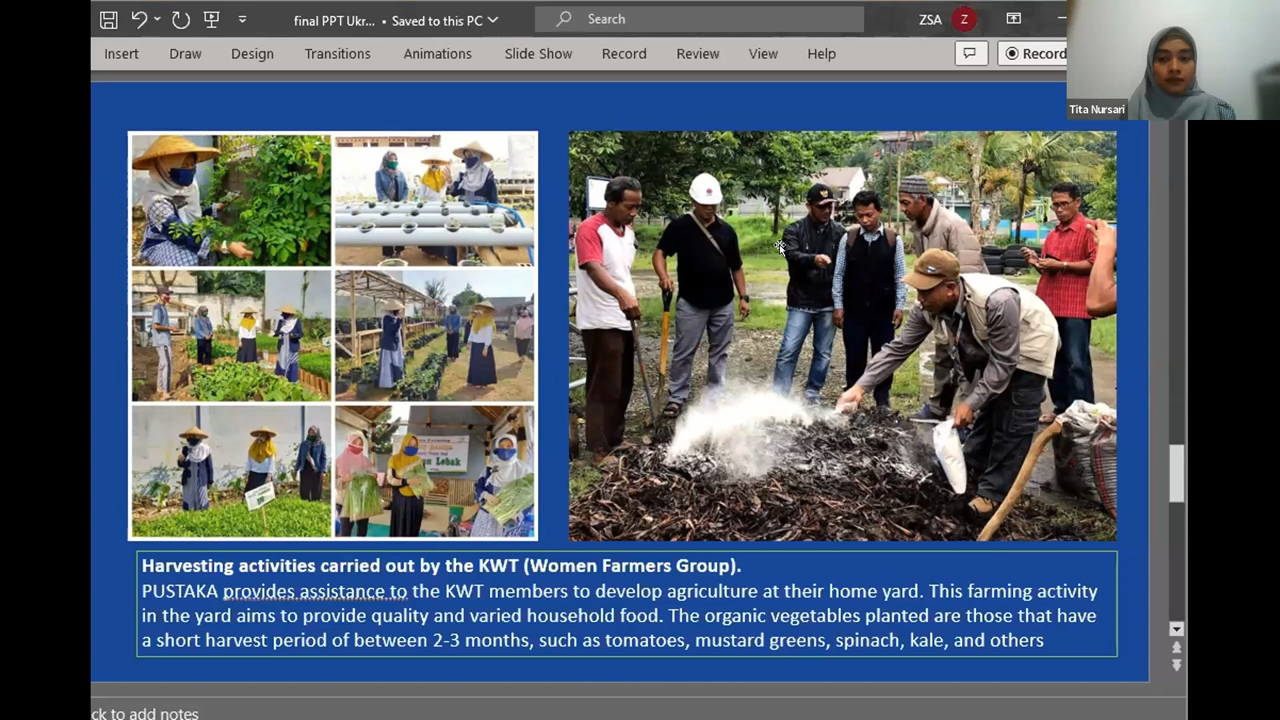 final PPT Ukr... • Saved to this PC
Search
ZSA
Z
Insert Draw Design Transitions Animations Slide Show Record Review View Help
Record
Tita Nursari
Lebak
Harvesting activities carried out by the KWT (Women Farmers Group).
PUSTAKA provides assistance to the KWT members to develop agriculture at their home yard. This farming activity
in the yard aims to provide quality and varied household food. The organic vegetables planted are those that have
a short harvest period of between 2-3 months, such as tomatoes, mustard greens, spinach, kale, and others
ck to add notes